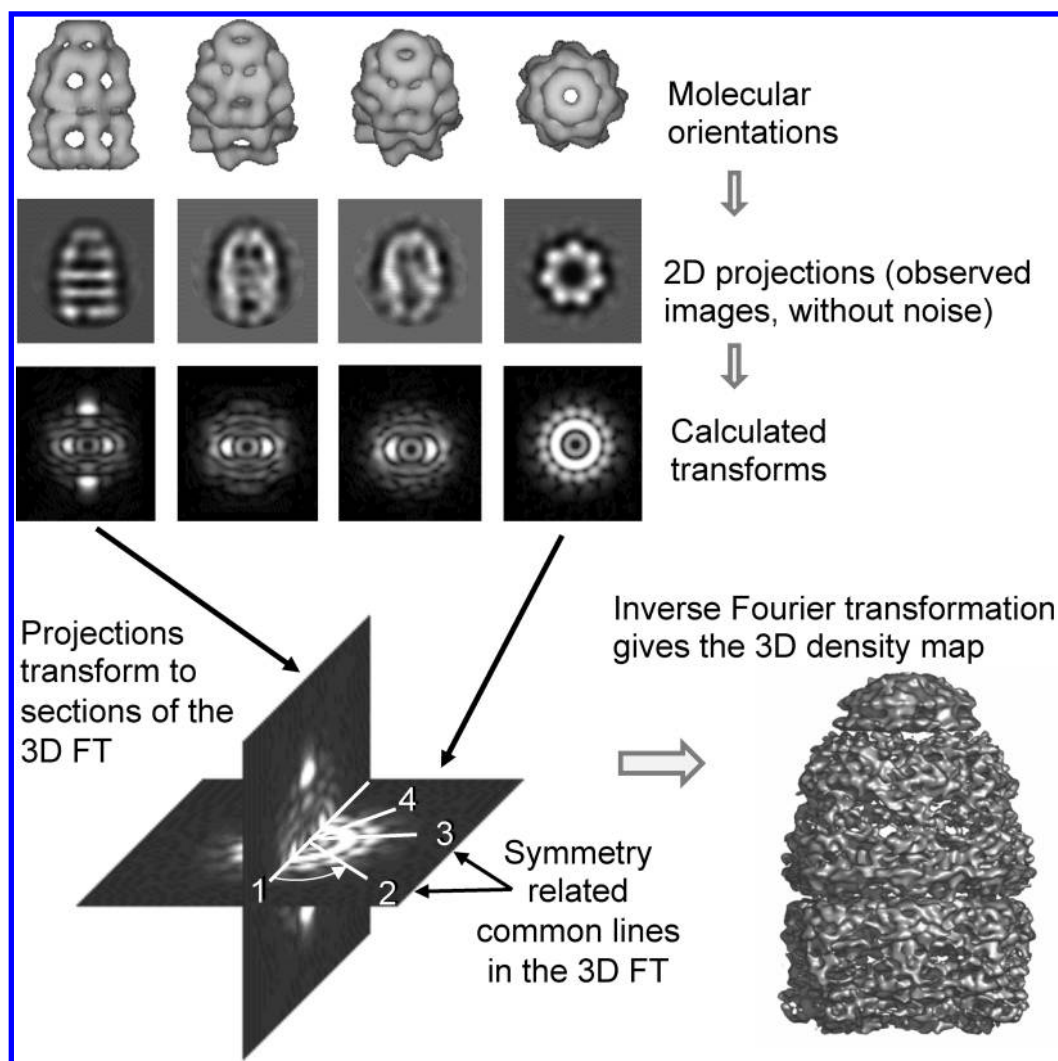 Molecular
orientations
2D projections (observed
images, without noise)
Calculated
transforms
Projections
transform to
sections of the
3D FT
Inverse Fourier transformation
gives the 3D density map
4
3
1
2
Symmetry
related
common lines
in the 3D FT